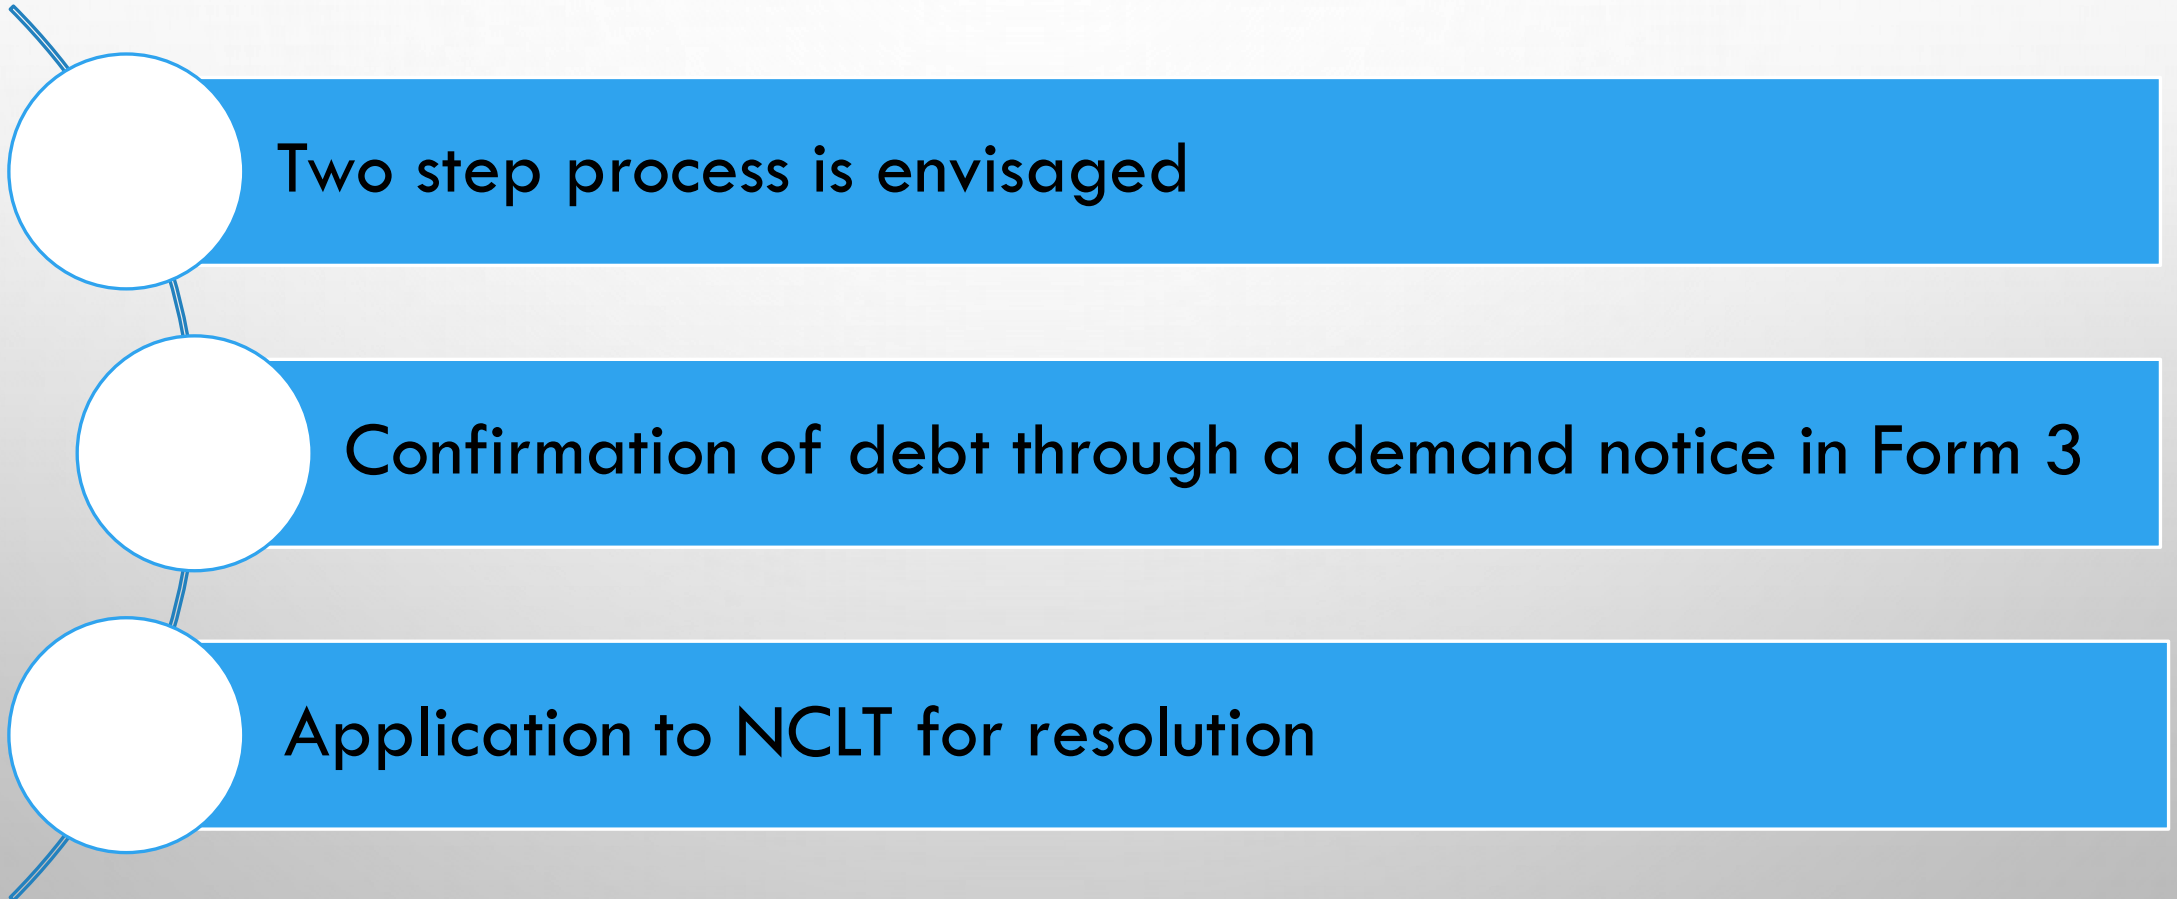 Two step process is envisaged
Confirmation of debt through a demand notice in Form 3
Application to NCLT for resolution